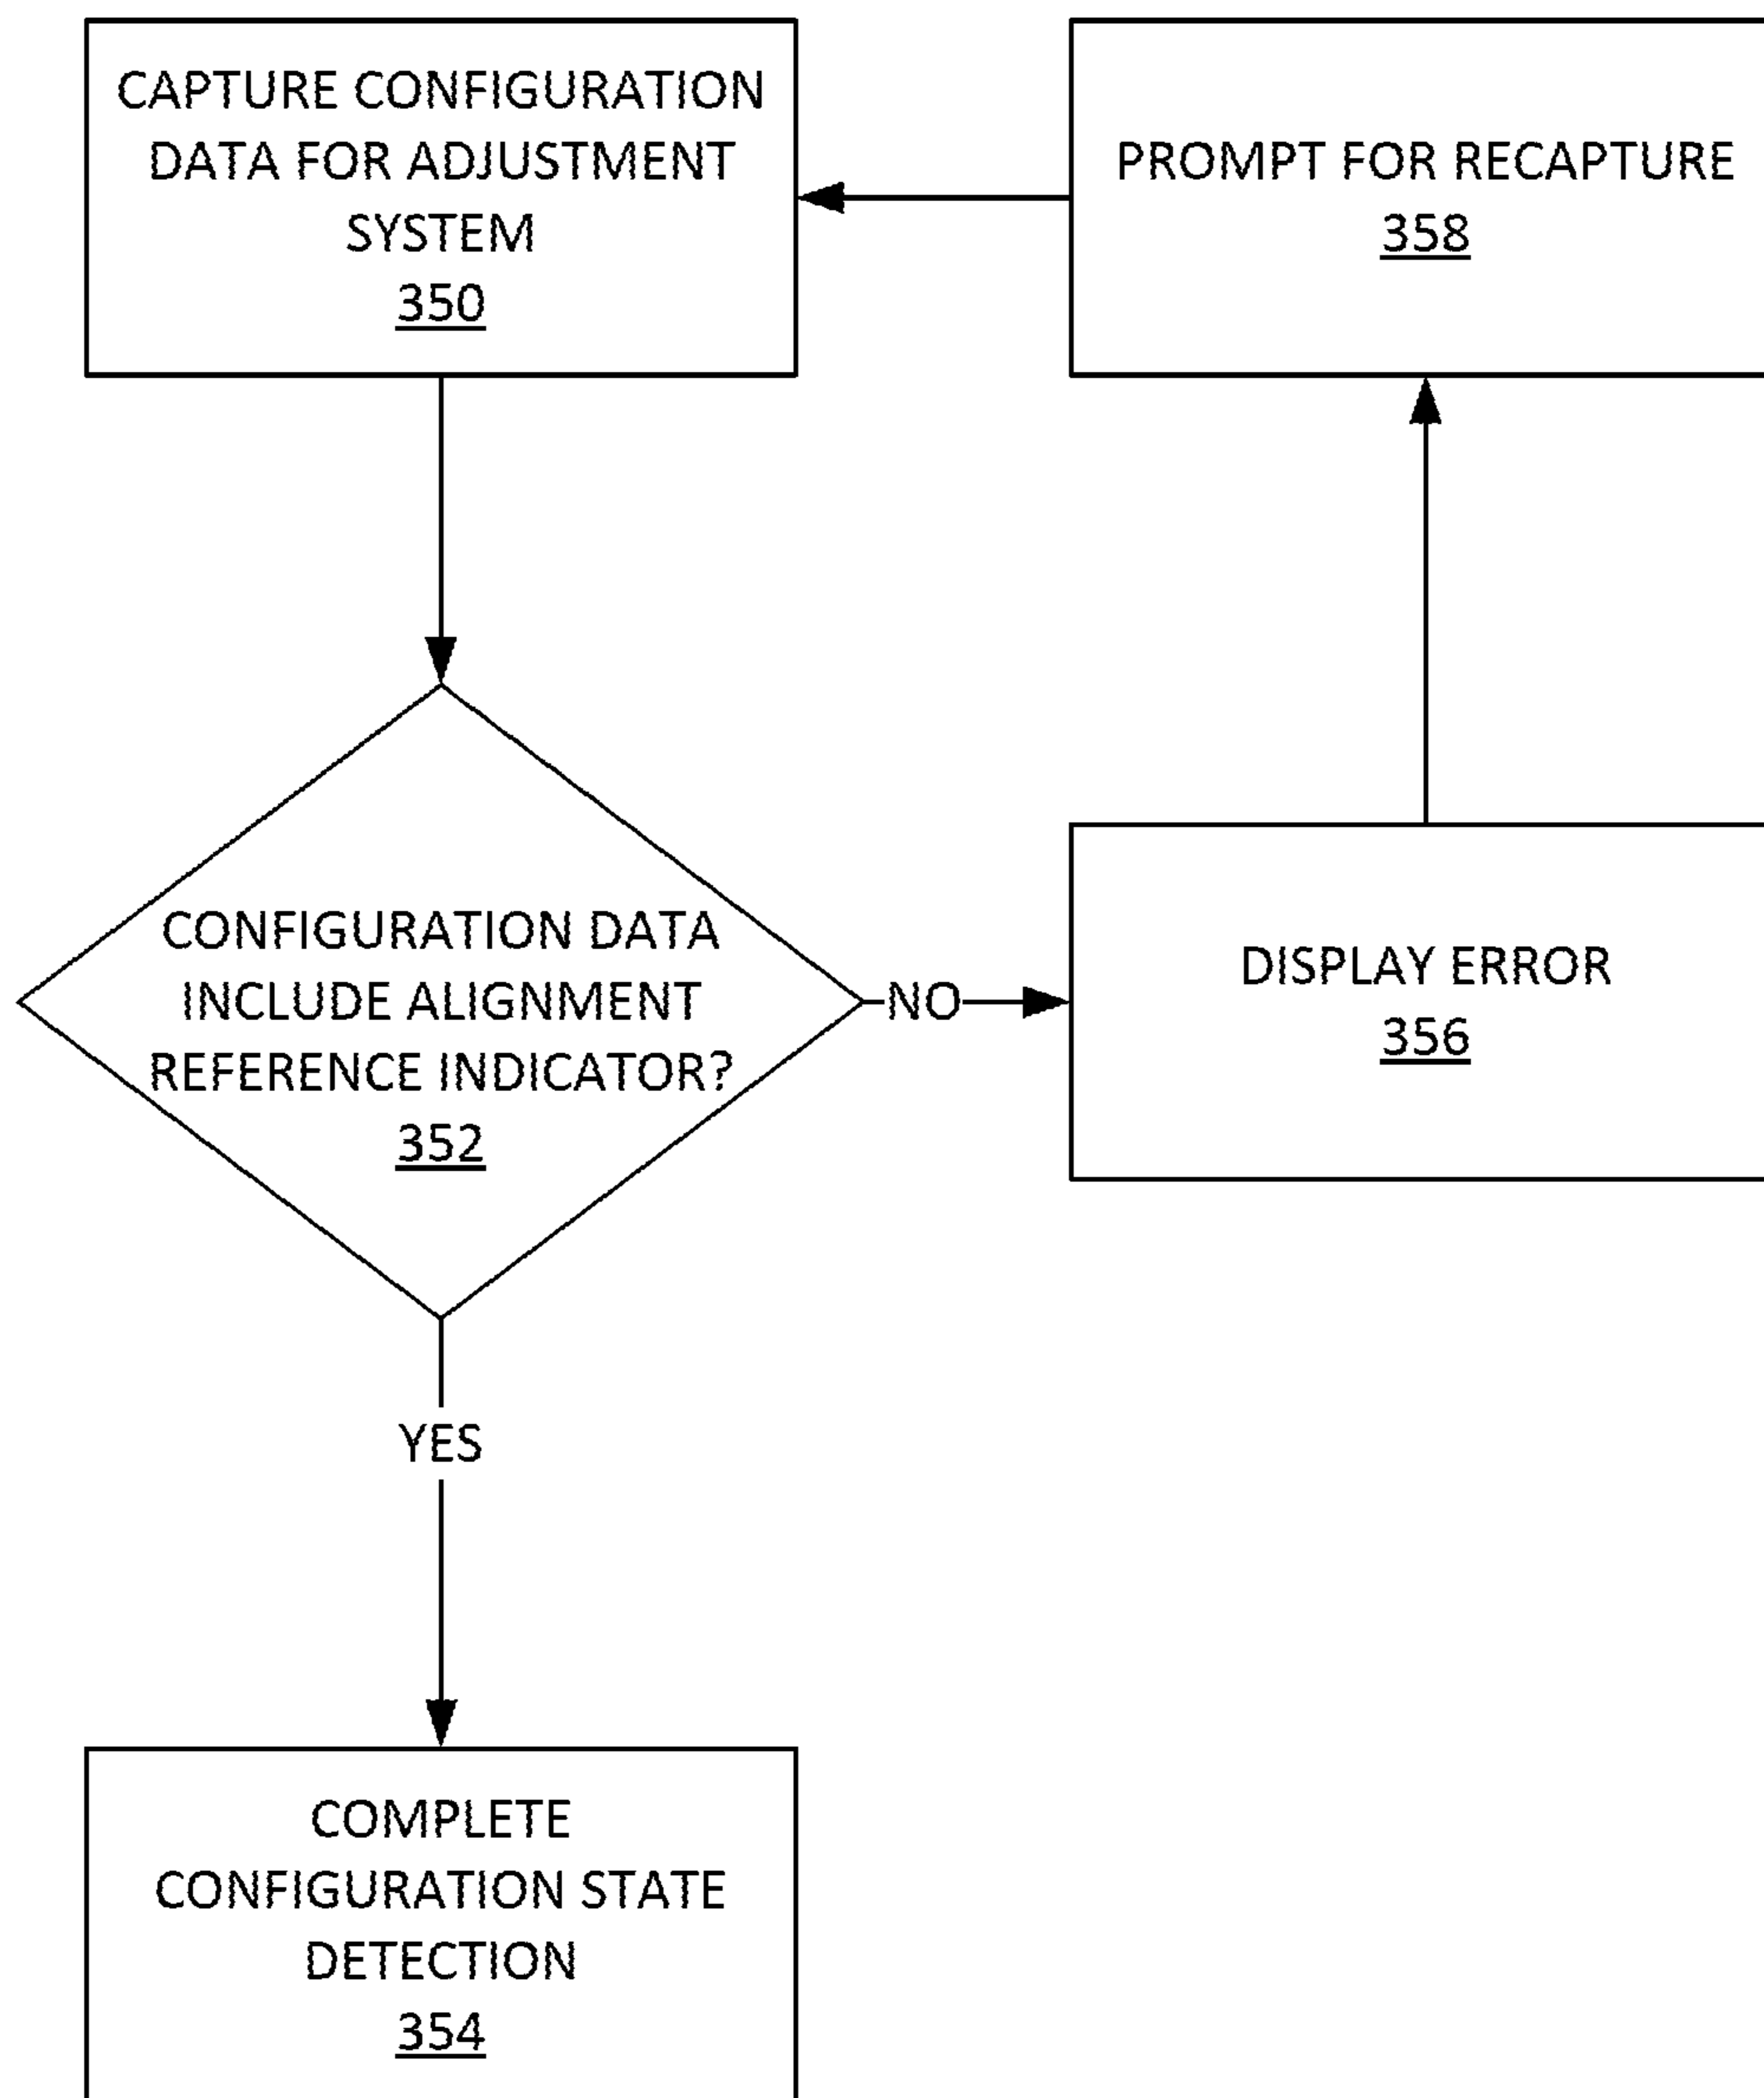 CAPTURE CONFIGURATION
DATA FOR ADJUSTMENT
SYSTEM
350
PROMPT FOR RECAPTURE
358
CONFIGURATION DATA
INCLUDE ALIGNMENT
REFERENCE INDICATOR?
352
NO
DISPLAY ERROR
356
YES
COMPLETE
CONFIGURATION STATE
DETECTION
354